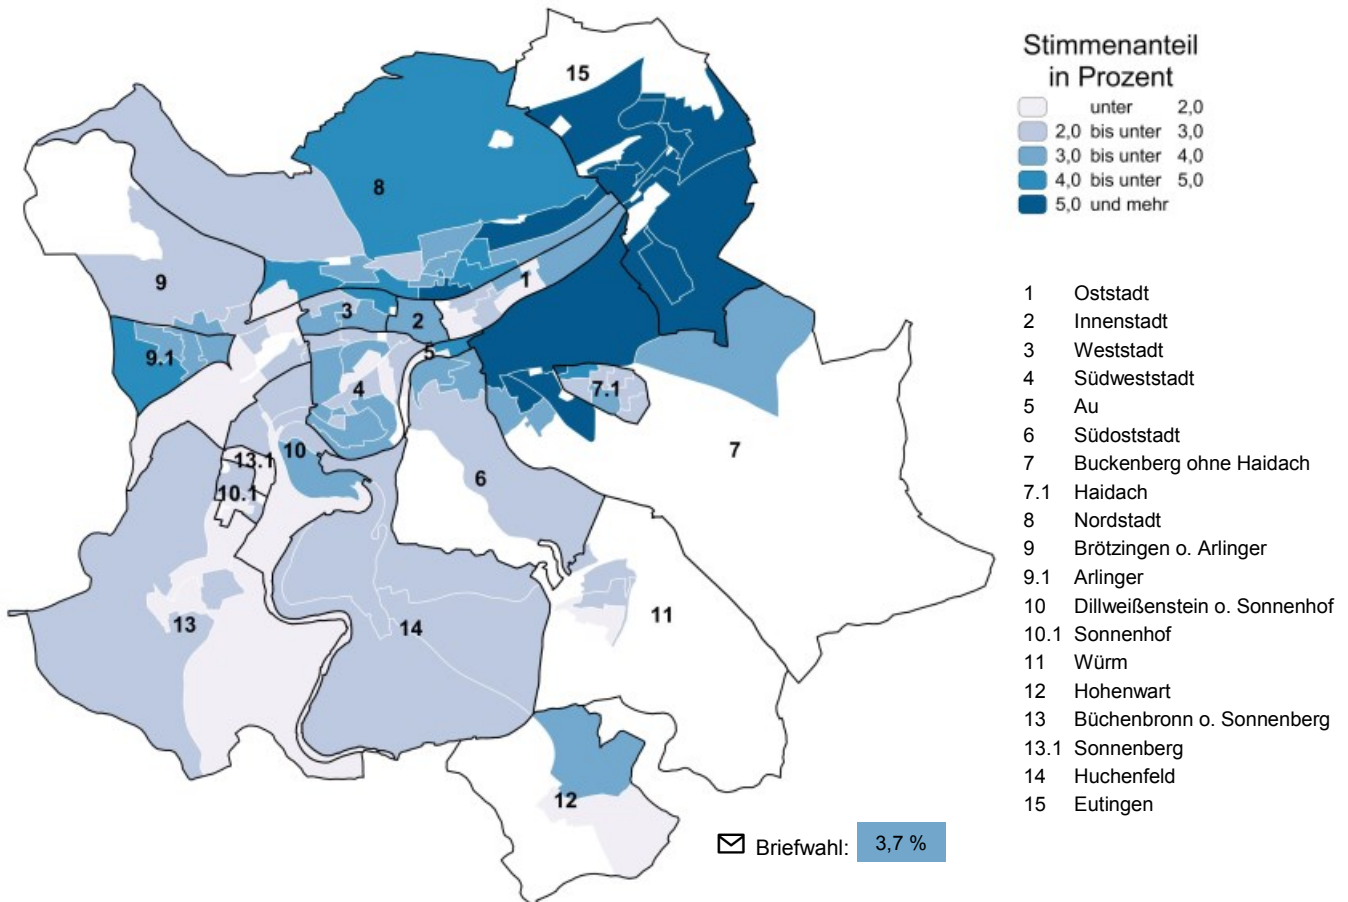 Stimmenanteil
in Prozent
unter 2,0
2,0 bis unter 3,0
3,0 bis unter 4,0
4,0 bis unter 5,0
5,0 und mehr
15
8
9
1
3
2
9.1
5
4
7.1
7
10
13.1
6
10.1
11
13
14
12
1 Oststadt
2 Innenstadt
3 Weststadt
4 Südweststadt
5 Au
6 Südoststadt
7 Buckenberg ohne Haidach
7.1 Haidach
8 Nordstadt
9 Brötzingen o. Arlinger
9.1 Arlinger
10 Dillweißenstein o. Sonnenhof
10.1 Sonnenhof
11 Würm
12 Hohenwart
13 Büchenbronn o. Sonnenberg
13.1 Sonnenberg
14 Huchenfeld
15 Eutingen
Briefwahl: 3,7 %